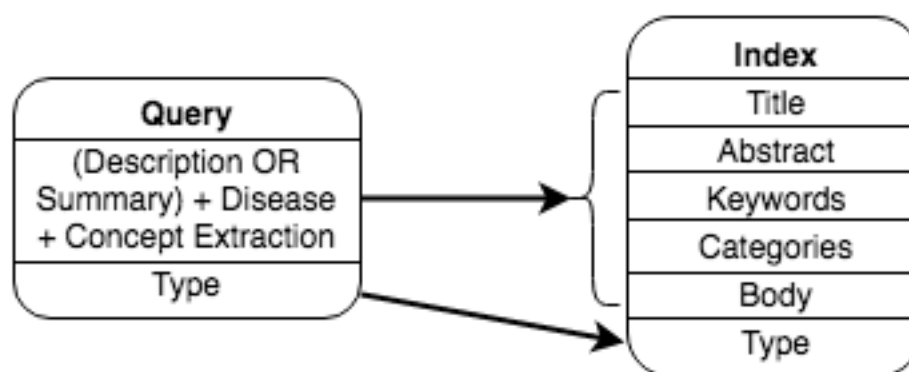 Query
(Description OR
Summary) + Disease
+ Concept Extraction
Type
Index
Title
Abstract
Keywords
Categories
Body
Type